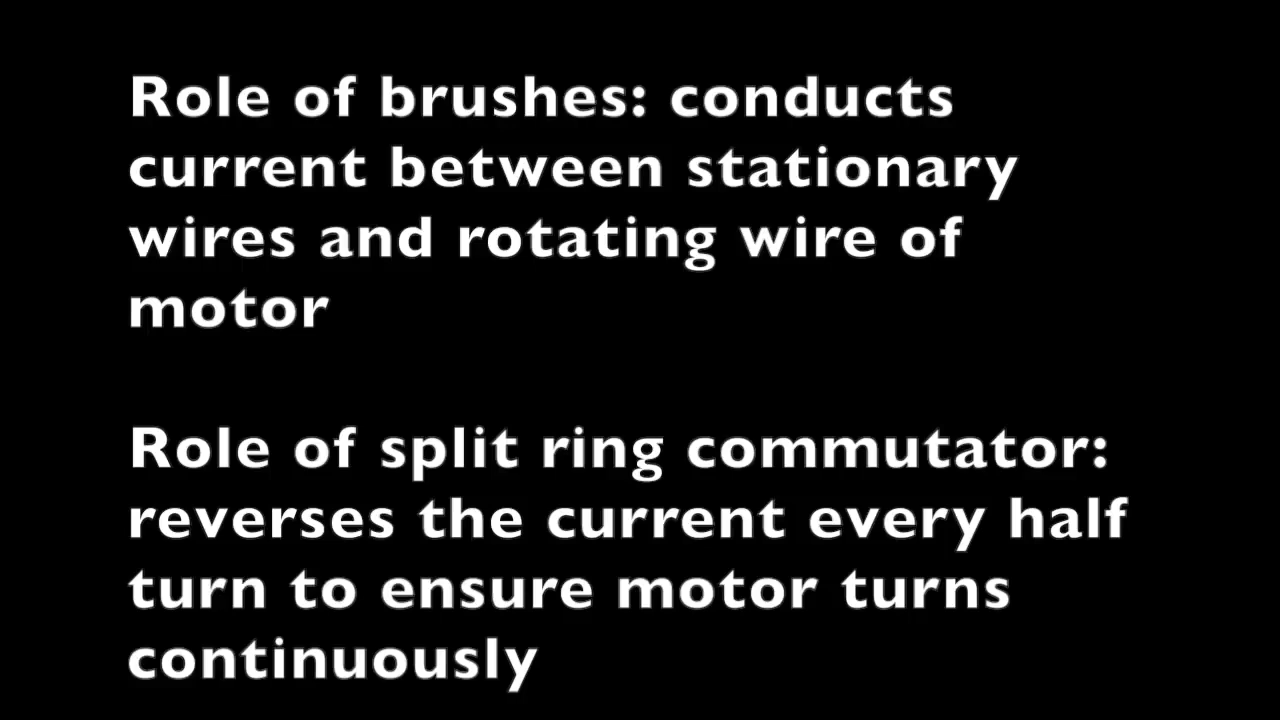 Role of brushes: conducts
current between stationary
wires and rotating wire of
motor
Role of split ring commutator:
reverses the current every half
turn to ensure motor turns
continuously